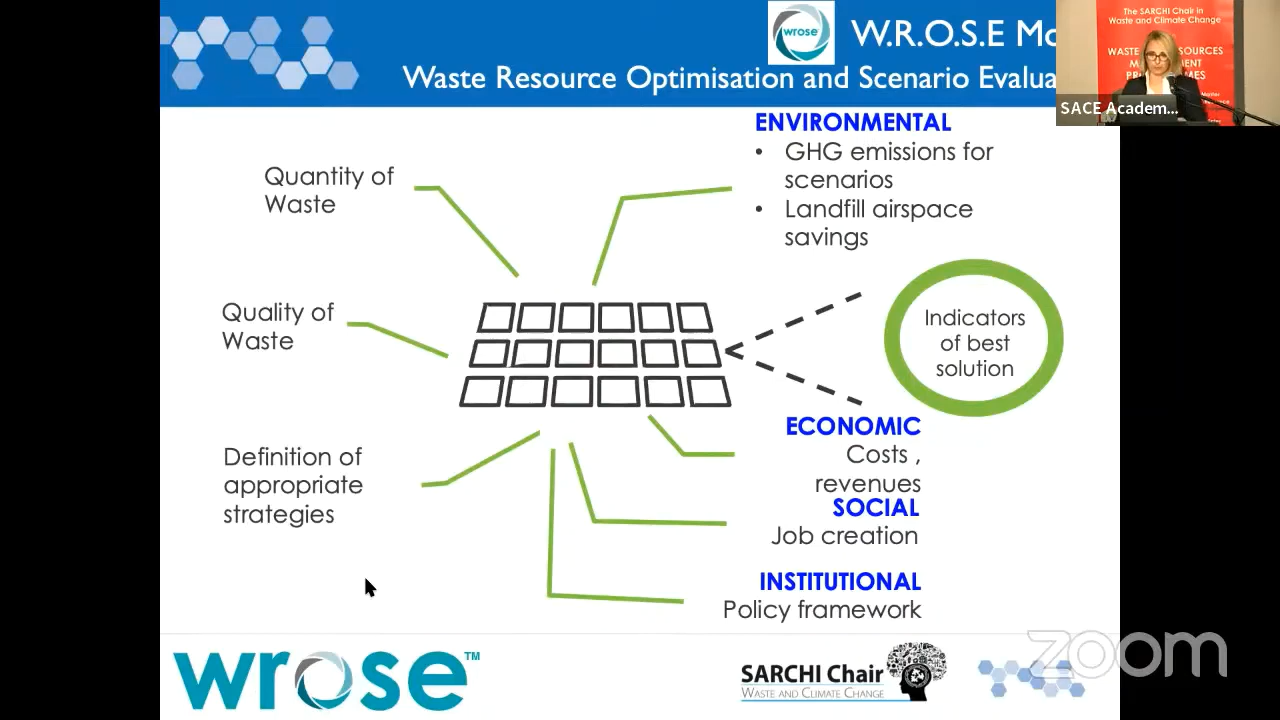 wrose
W.R.O.S.E Mo
Waste Resource Optimisation and Scenario Evalua
The SARCHI Chair in
Waste and Climate Change
SACE Academ...
Quantity of
Waste
Quality of
Waste
Definition of
appropriate
strategies
ENVIRONMENTAL
• GHG emissions for
scenarios
• Landfill airspace
savings
Indicators
of best
solution
ECONOMIC
Costs ,
revenues
SOCIAL
Job creation
INSTITUTIONAL
Policy framework
wrose™
SARCHI Chair
WASTE AND CLIMATE CHANGE
zoom